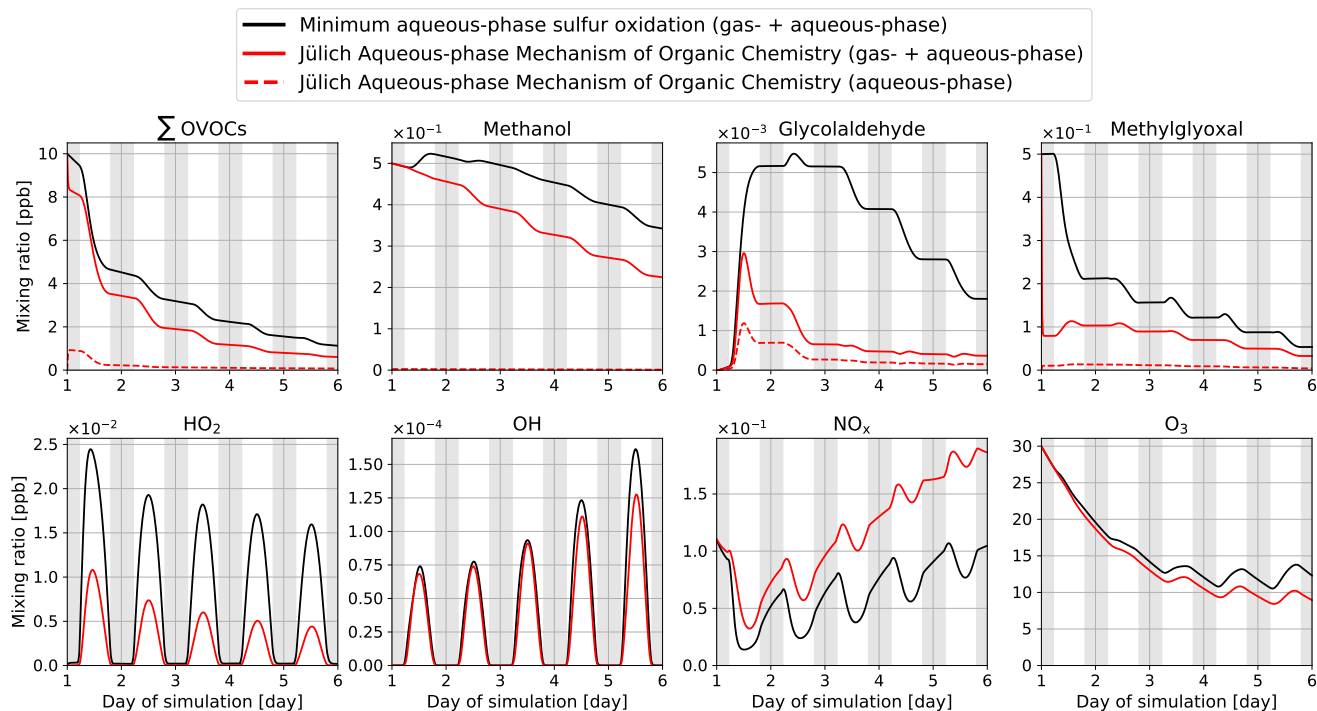 Minimum aqueous-phase sulfur oxidation (gas- + aqueous-phase)
Jülich Aqueous-phase Mechanism of Organic Chemistry (gas- + aqueous-phase)
Jülich Aqueous-phase Mechanism of Organic Chemistry (aqueous-phase)
∑ OVOCs
Mixing ratio [ppb]
10
8
6
4
2
0
1 2 3 4 5 6
×10⁻¹ Methanol
5
4
3
2
1
0
1 2 3 4 5 6
×10⁻³ Glycolaldehyde
5
4
3
2
1
0
1 2 3 4 5 6
×10⁻¹ Methylglyoxal
5
4
3
2
1
0
1 2 3 4 5 6
×10⁻² HO₂
Mixing ratio [ppb]
2.5
2.0
1.5
1.0
0.5
0.0
1 2 3 4 5 6
Day of simulation [day]
×10⁻⁴ OH
1.50
1.25
1.00
0.75
0.50
0.25
0.00
1 2 3 4 5 6
Day of simulation [day]
×10⁻¹ NOₓ
1.5
1.0
0.5
0.0
1 2 3 4 5 6
Day of simulation [day]
O₃
30
25
20
15
10
5
0
1 2 3 4 5 6
Day of simulation [day]